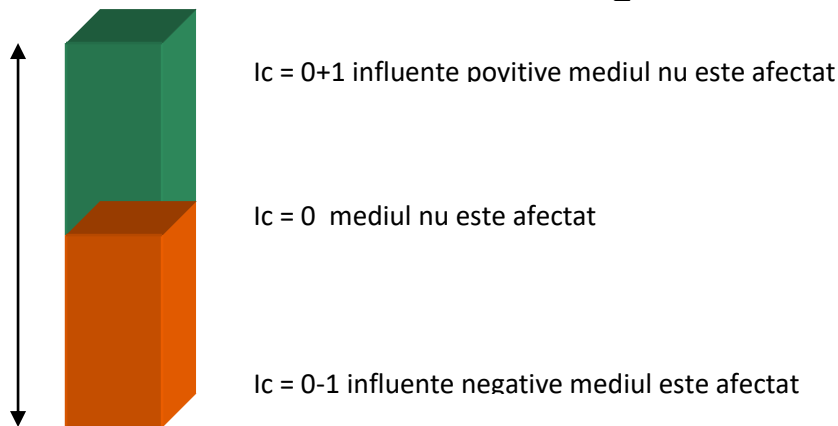 Ic = 0+1 influente povitive mediul nu este afectat
Ic = 0 mediul nu este afectat
Ic = 0-1 influente negative mediul este afectat